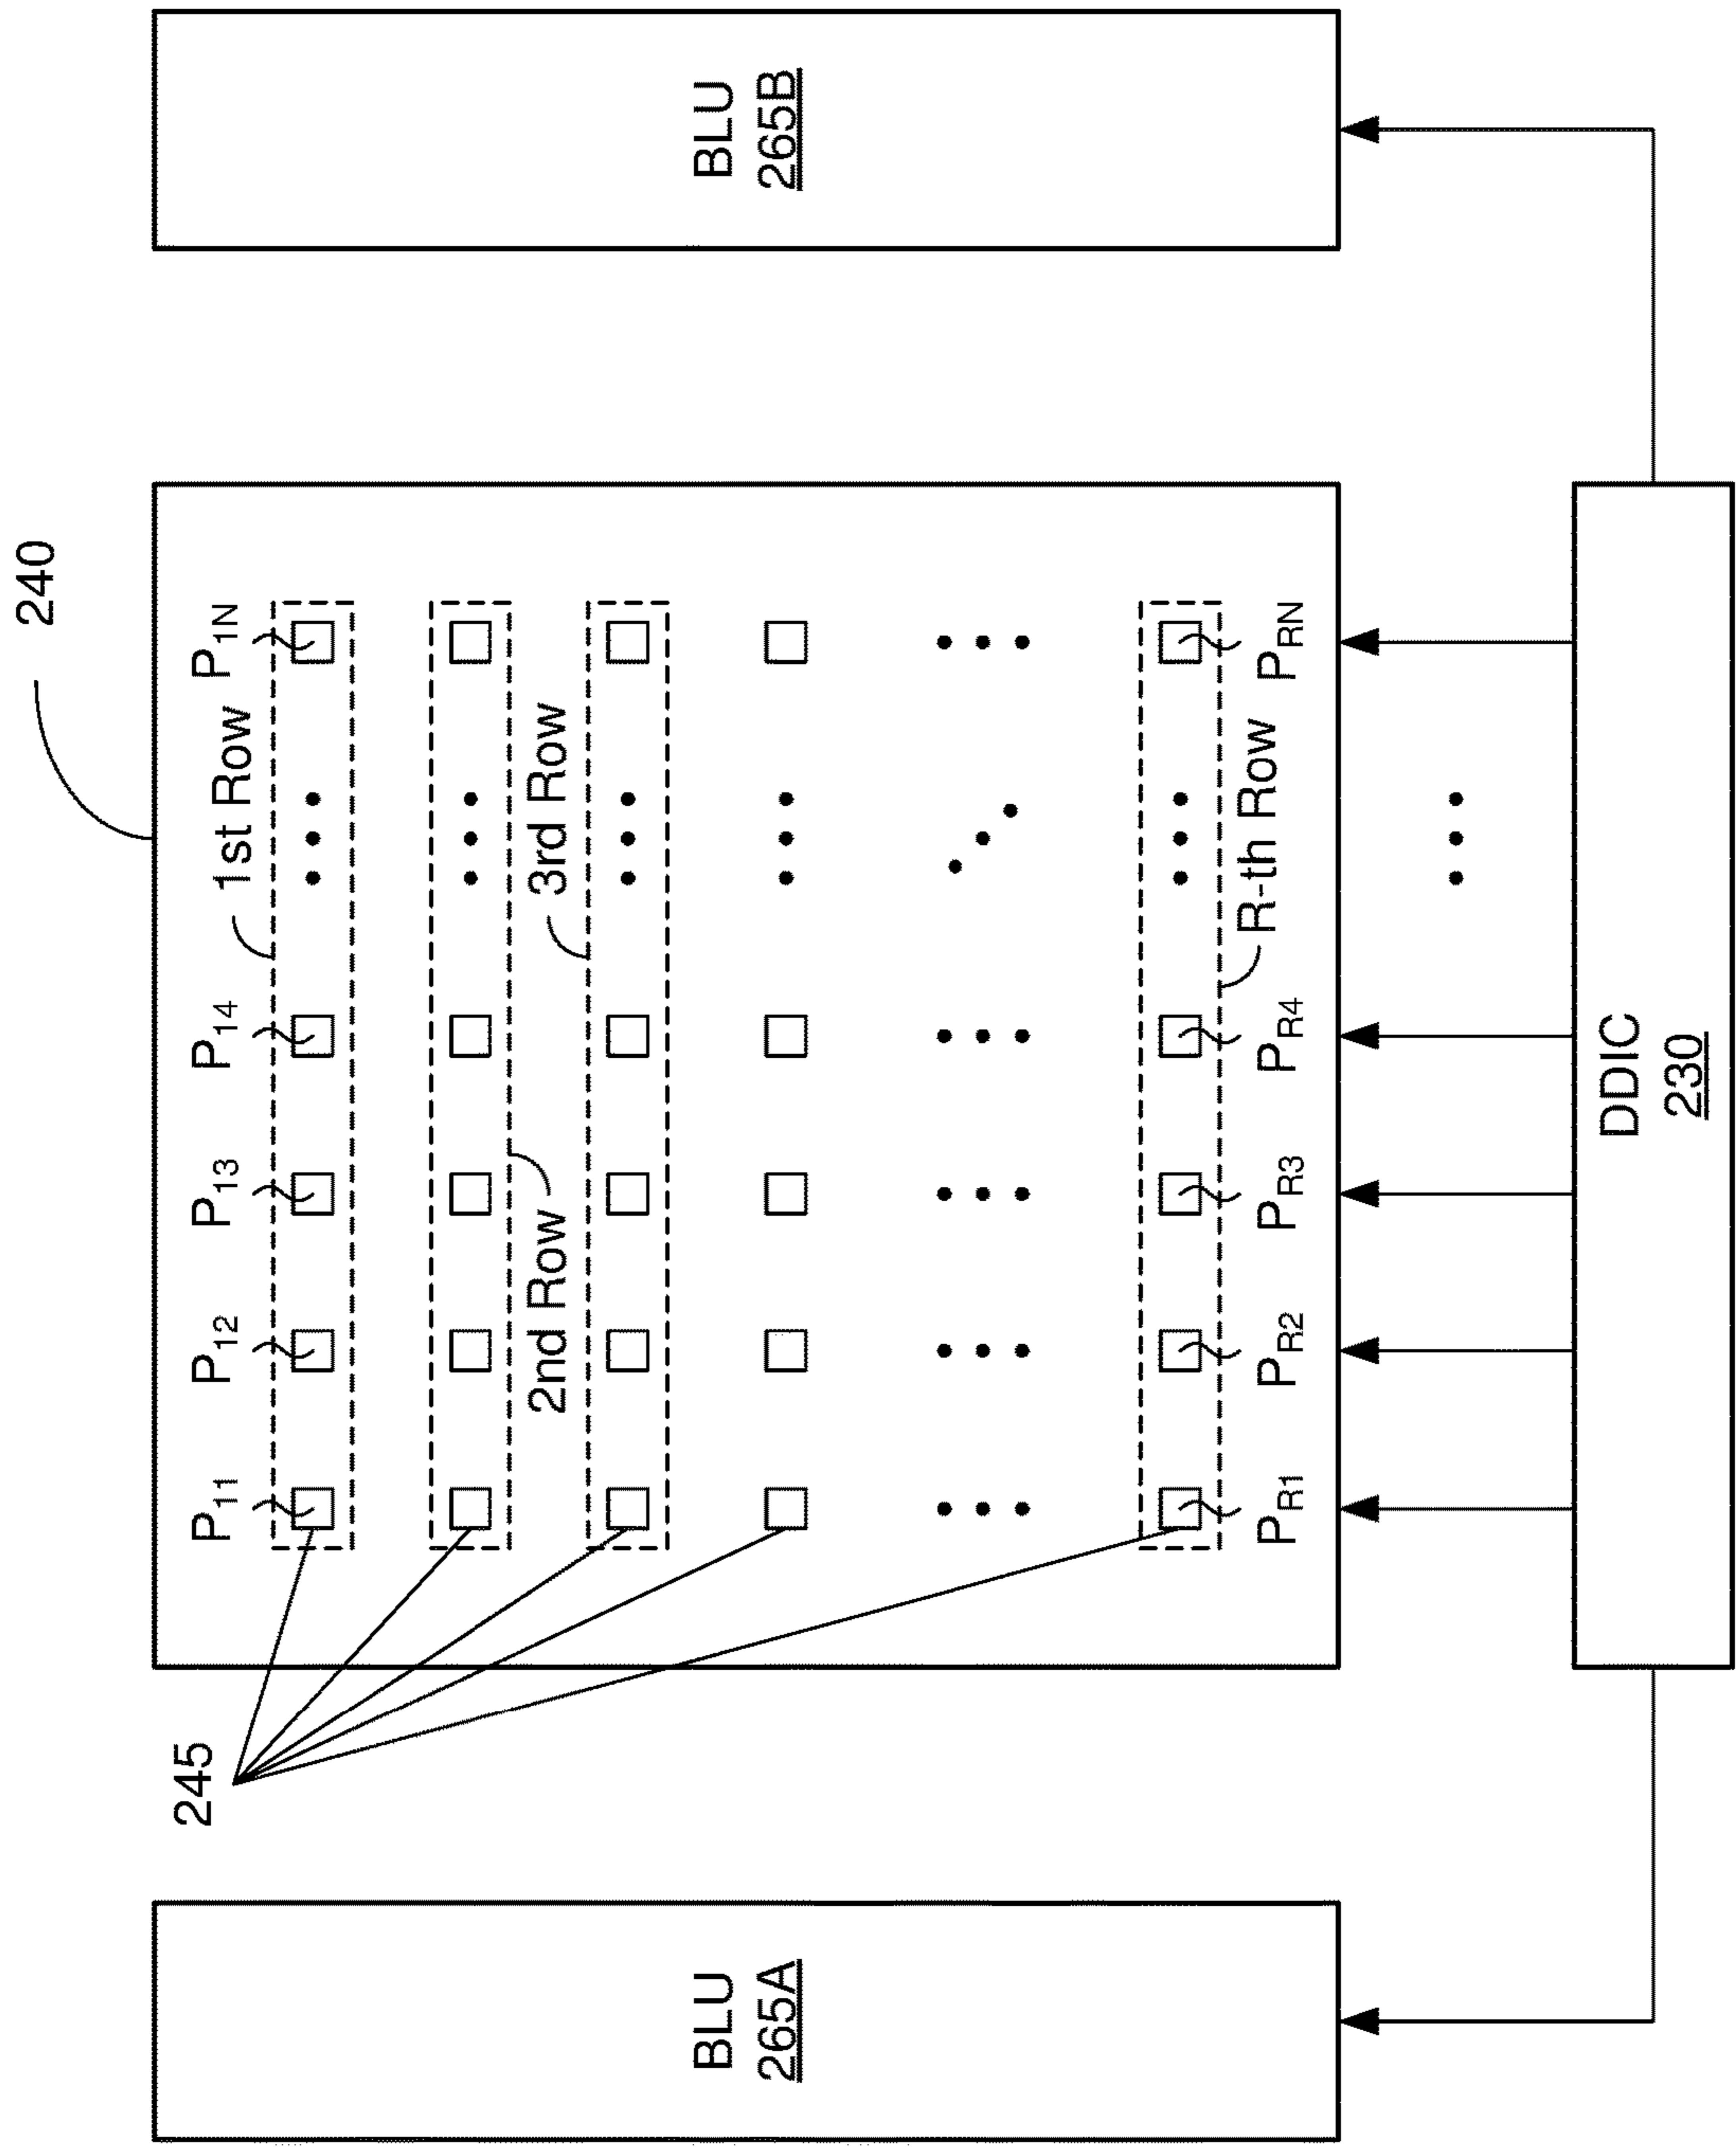 240
245
P11 P12 P13 P14 P1N
1st Row
2nd Row
3rd Row
BLU
265A
BLU
265B
R-th Row
PR1 PR2 PR3 PR4 PRN
DDIC
230